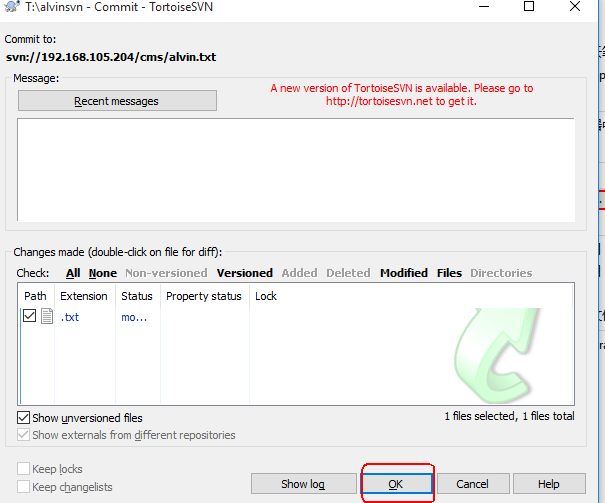 T:\alvinsvn - Commit - TortoiseSVN
Commit to:
svn://192.168.105.204/cms/alvin.txt
Message:
Recent messages
A new version of TortoiseSVN is available. Please go to
http://tortoisesvn.net to get it.
Changes made (double-click on file for diff):
Check: All None Non-versioned Versioned Added Deleted Modified Files Directories
Path Extension Status Property status Lock
.txt mo...
Show unversioned files
1 files selected, 1 files total
Show externals from different repositories
Keep locks
Keep changelists
Show log OK Cancel Help